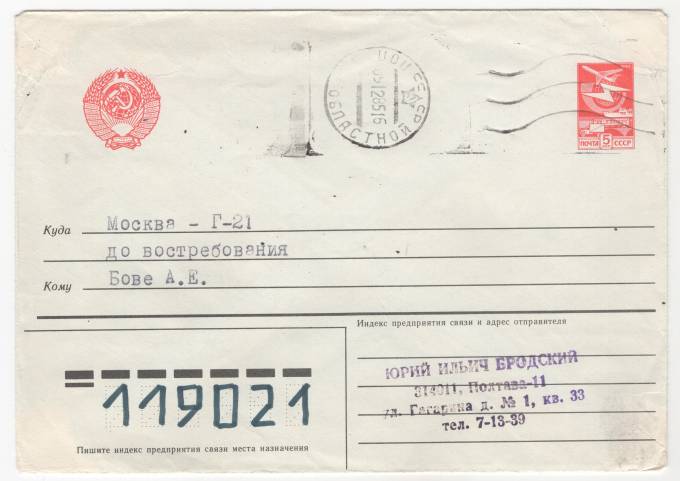 ПОЧТА 5 СССР
Москва - Г-21
Куда
до востребования
Бове А.Е.
Кому
Индекс предприятия связи и адрес отправителя
ЮРИЙ ИЛЬИЧ БРОДСКИЙ
314011, Полтава-11
ул. Гагарина д. № 1, кв. 33
тел. 7-13-39
119021
Пишите индекс предприятия связи места назначения
ОБЛАСТНОЙ
СССР